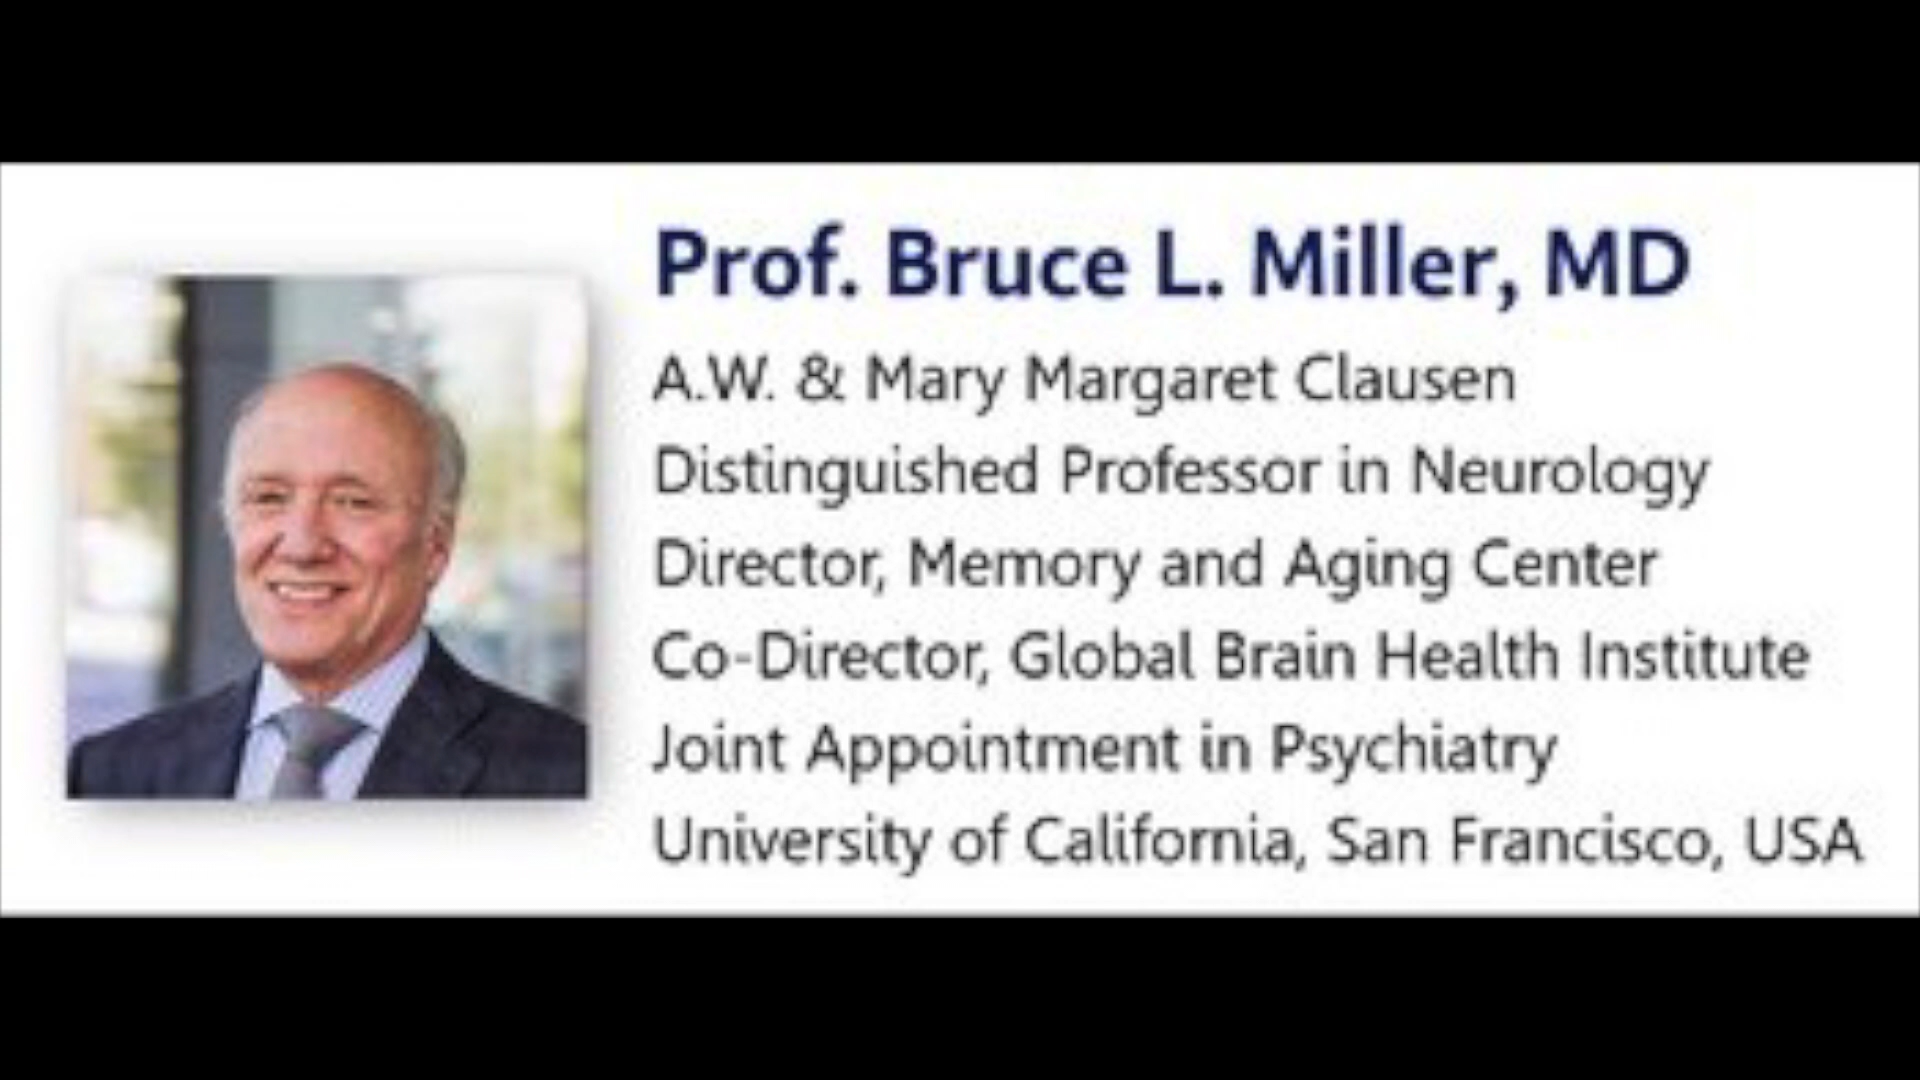 Prof. Bruce L. Miller, MD
A.W. & Mary Margaret Clausen
Distinguished Professor in Neurology
Director, Memory and Aging Center
Co-Director, Global Brain Health Institute
Joint Appointment in Psychiatry
University of California, San Francisco, USA